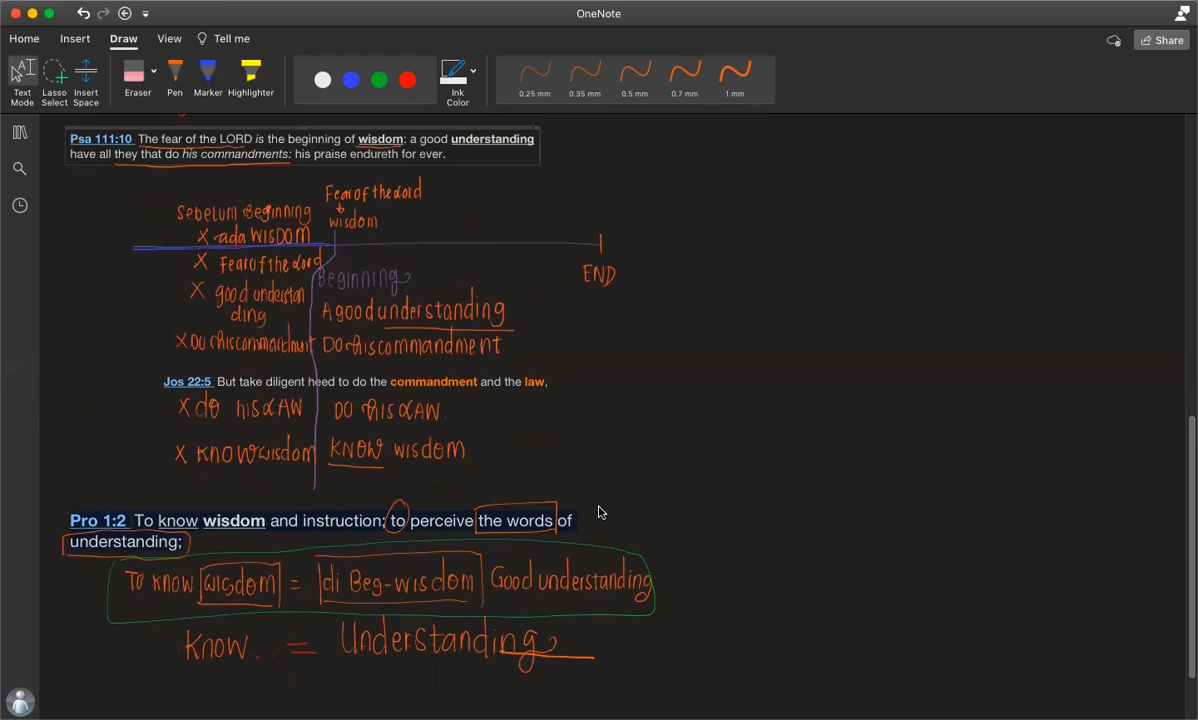 OneNote
Home Insert Draw View Tell me
Share
Text Mode
Lasso Select
Insert Space
Eraser
Pen
Marker
Highlighter
Ink Color
0.25 mm
0.35 mm
0.5 mm
0.7 mm
1 mm
Psa 111:10 The fear of the LORD is the beginning of wisdom: a good understanding
have all they that do his commandments: his praise endureth for ever.
Fear of the Lord
Sebelum Beginning
wisdom
X ada WISDOM
X Fear of the Lord
END
Beginning
X good understan
ding
A good understanding
X Do his commandment DO his commandment
Jos 22:5 But take diligent heed to do the commandment and the law,
X do his LAW DO his LAW
X KNOW wisdom KNOW wisdom
Pro 1:2 To know wisdom and instruction; to perceive the words of
understanding;
To know wisdom = di Beg-wisdom Good understanding
Know.. = Understanding